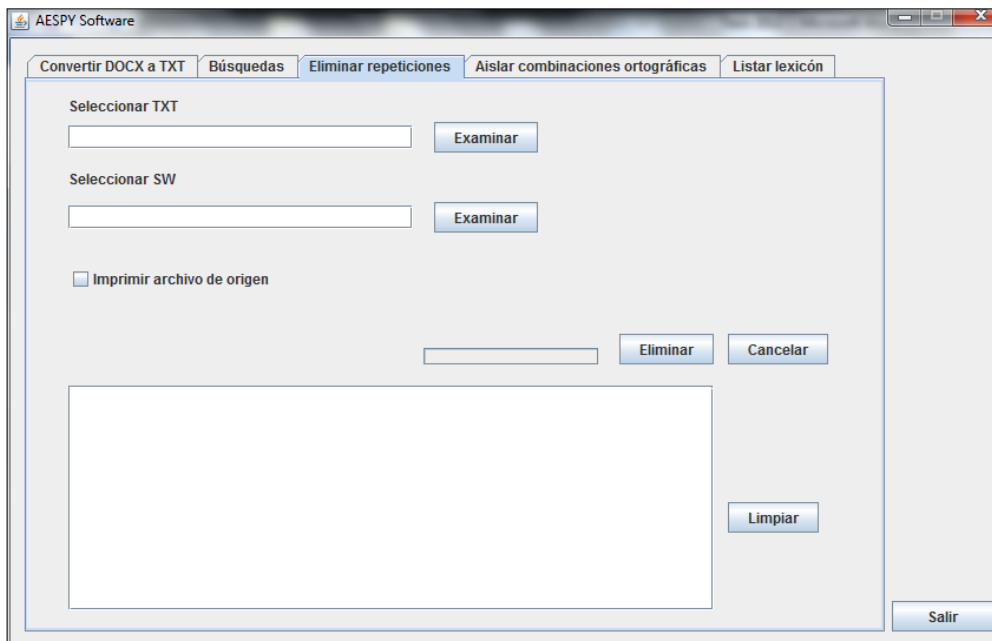 AESPY Software
Convertir DOCX a TXT Búsquedas Eliminar repeticiones Aislar combinaciones ortográficas Listar lexicón
Seleccionar TXT
Examinar
Seleccionar SW
Examinar
Imprimir archivo de origen
Eliminar Cancelar
Limpiar
Salir